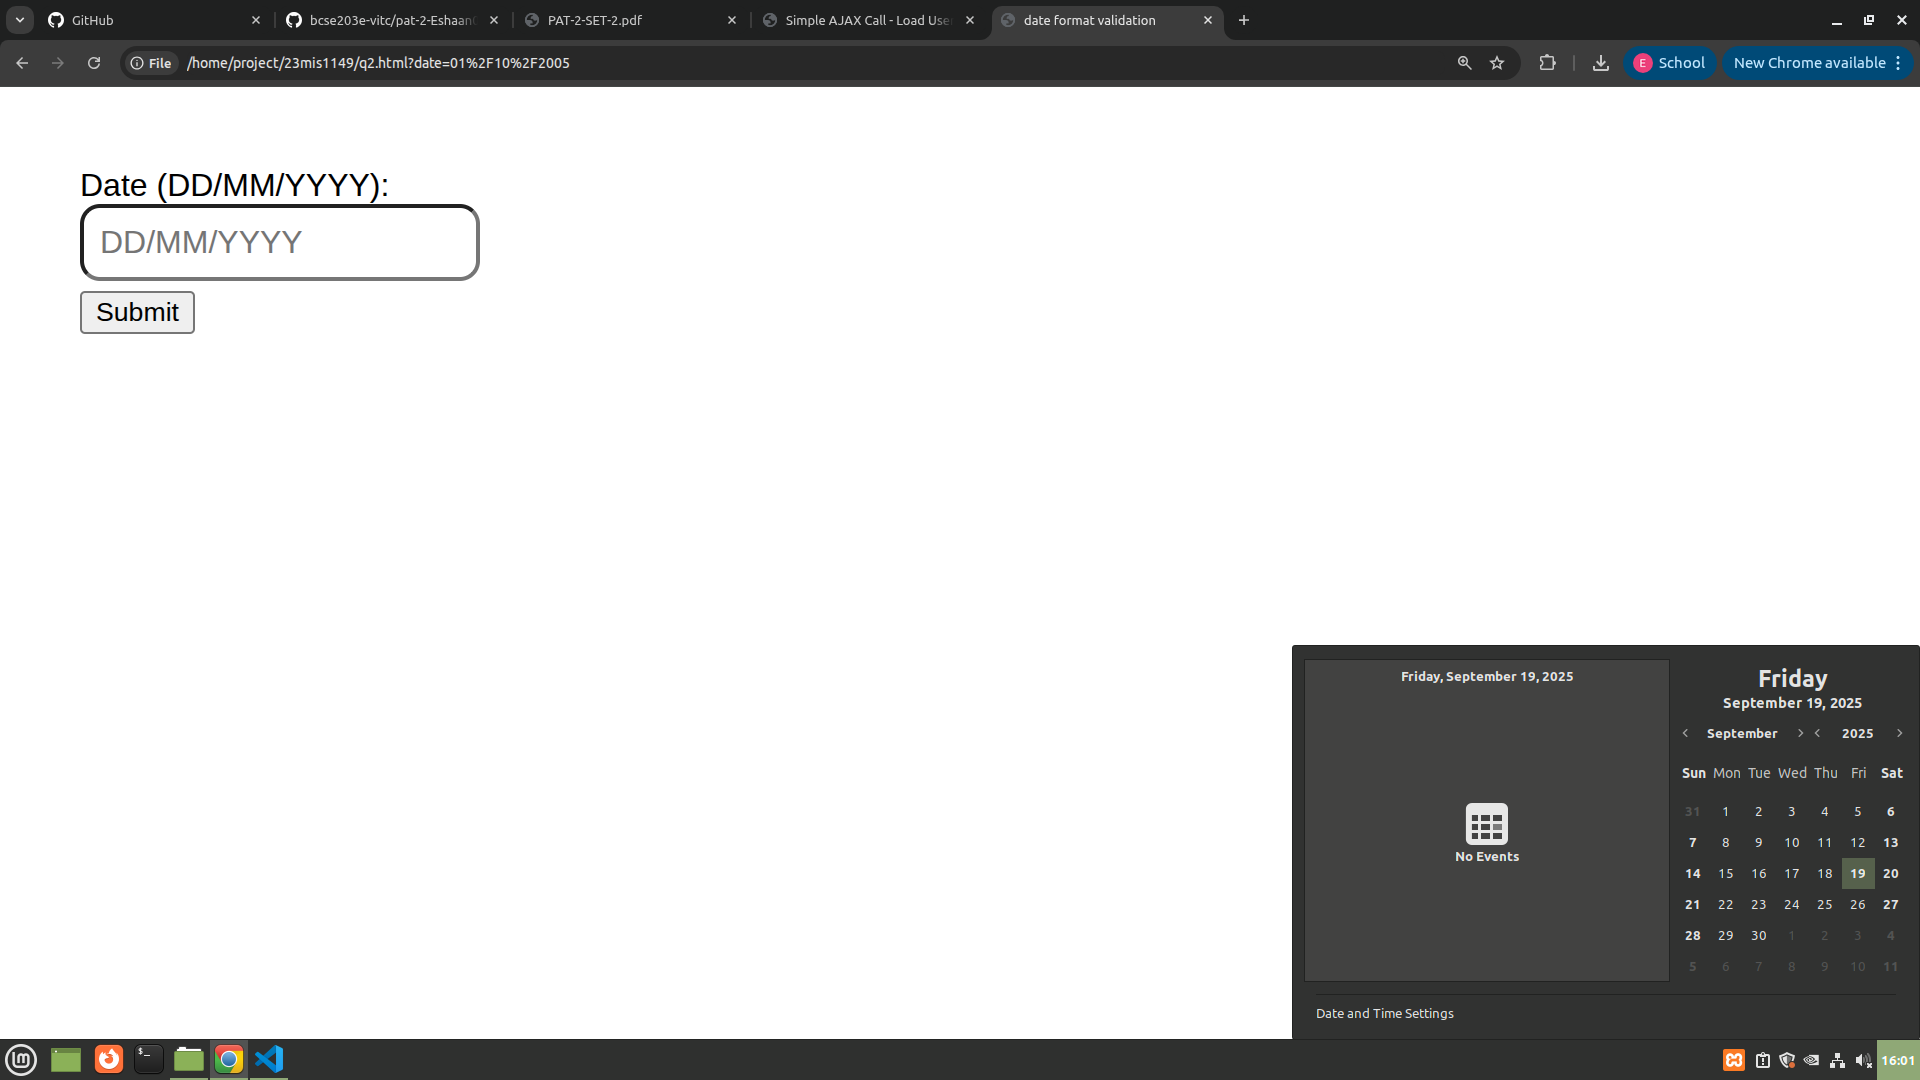 GitHub
bcse203e-vitc/pat-2-Eshaan
PAT-2-SET-2.pdf
Simple AJAX Call - Load Use
date format validation
File
/home/project/23mis1149/q2.html?date=01%2F10%2F2005
E School
New Chrome available
Date (DD/MM/YYYY):
DD/MM/YYYY
Submit
Friday, September 19, 2025
No Events
Friday
September 19, 2025
September 2025
Sun Mon Tue Wed Thu Fri Sat
31 1 2 3 4 5 6
7 8 9 10 11 12 13
14 15 16 17 18 19 20
21 22 23 24 25 26 27
28 29 30 1 2 3 4
5 6 7 8 9 10 11
Date and Time Settings
lm
$_
16:01